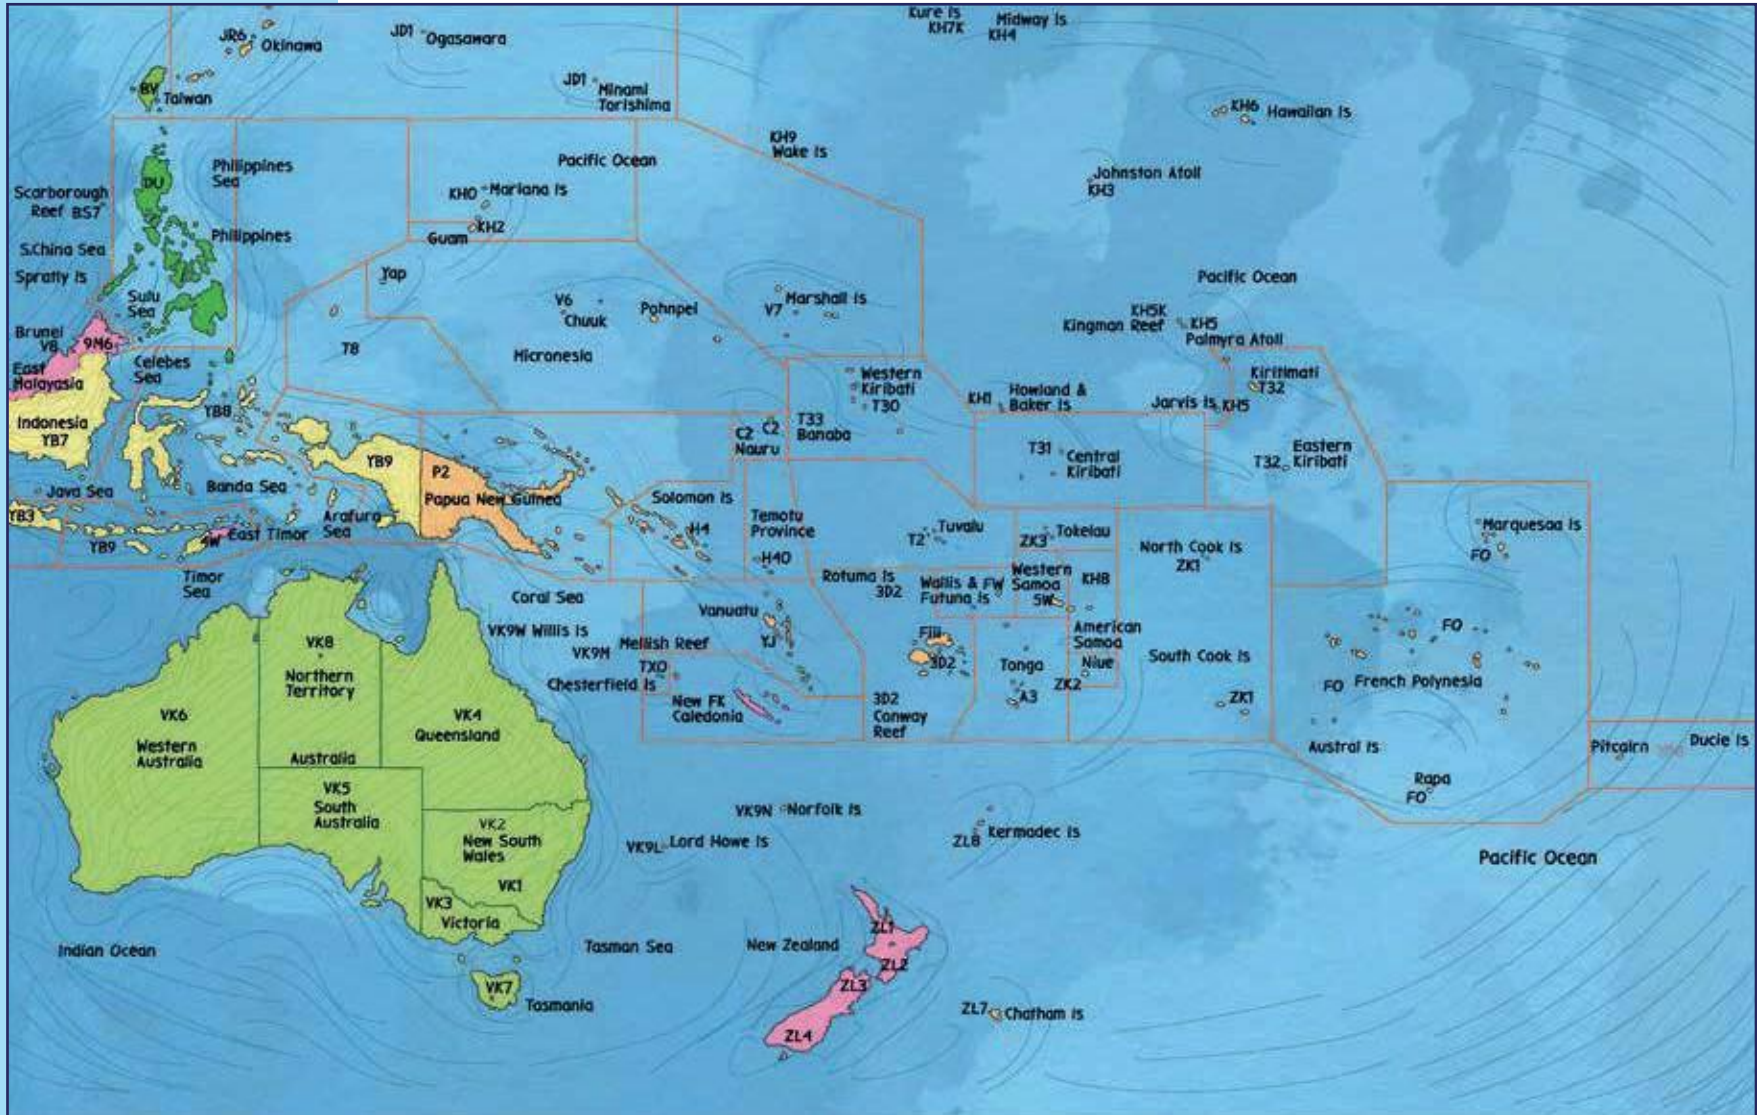 Kure Is
KH7K
Midway Is
KH4
JR6
Okinawa
JD1
Ogasawara
JD1
Minami
Torishima
BV
Taiwan
KH6
Hawaiian Is
KH9
Wake Is
Pacific Ocean
Philippines
Sea
DU
Johnston Atoll
KH3
Scarborough
Reef BS7
KH0
Mariana Is
KH2
Guam
Philippines
S.China Sea
Spratly Is
Yap
Pacific Ocean
Sulu
Sea
V6
Chuuk
Pohnpei
Marshall Is
V7
KH5K
Kingman Reef
KH5
Palmyra Atoll
Brunei
V8
9M6
T8
Micronesia
East
Malayasia
Celebes
Sea
Western
Kiribati
T30
Kiritimati
T32
KH1
Howland &
Baker Is
Jarvis Is
KH5
Indonesia
YB7
YB8
C2
C2
Nauru
T33
Banaba
T31
Central
Kiribati
Eastern
T32
Kiribati
YB9
P2
Papua New Guinea
Java Sea
Banda Sea
Solomon Is
YB3
Arafura
Sea
Temotu
Province
H4
T2
Tuvalu
ZK3
Tokelau
Marquesaa Is
FO
YB9
4W
East Timor
North Cook Is
ZK1
H40
Timor
Sea
Rotuma Is
3D2
Wallis & FW
Futuna Is
Western
Samoa
5W
KH8
Coral Sea
Vanuatu
YJ
VK9W Willis Is
Mellish Reef
VK9M
Fiji
3D2
American
Samoa
FO
VK8
Northern
Territory
TX0
Chesterfield Is
Tonga
A3
Niue
ZK2
South Cook Is
ZK1
FO
French Polynesia
New FK
Caledonia
3D2
Conway
Reef
VK6
Western
Australia
VK4
Queensland
Australia
Austral Is
Pitcairn
Ducie Is
VK5
South
Australia
Rapa
FO
VK9N
Norfolk Is
VK2
New South
Wales
VK9L
Lord Howe Is
ZL8
Kermadec Is
Pacific Ocean
VK1
VK3
Victoria
ZL1
Indian Ocean
Tasman Sea
New Zealand
ZL2
VK7
Tasmania
ZL3
ZL7
Chatham Is
ZL4